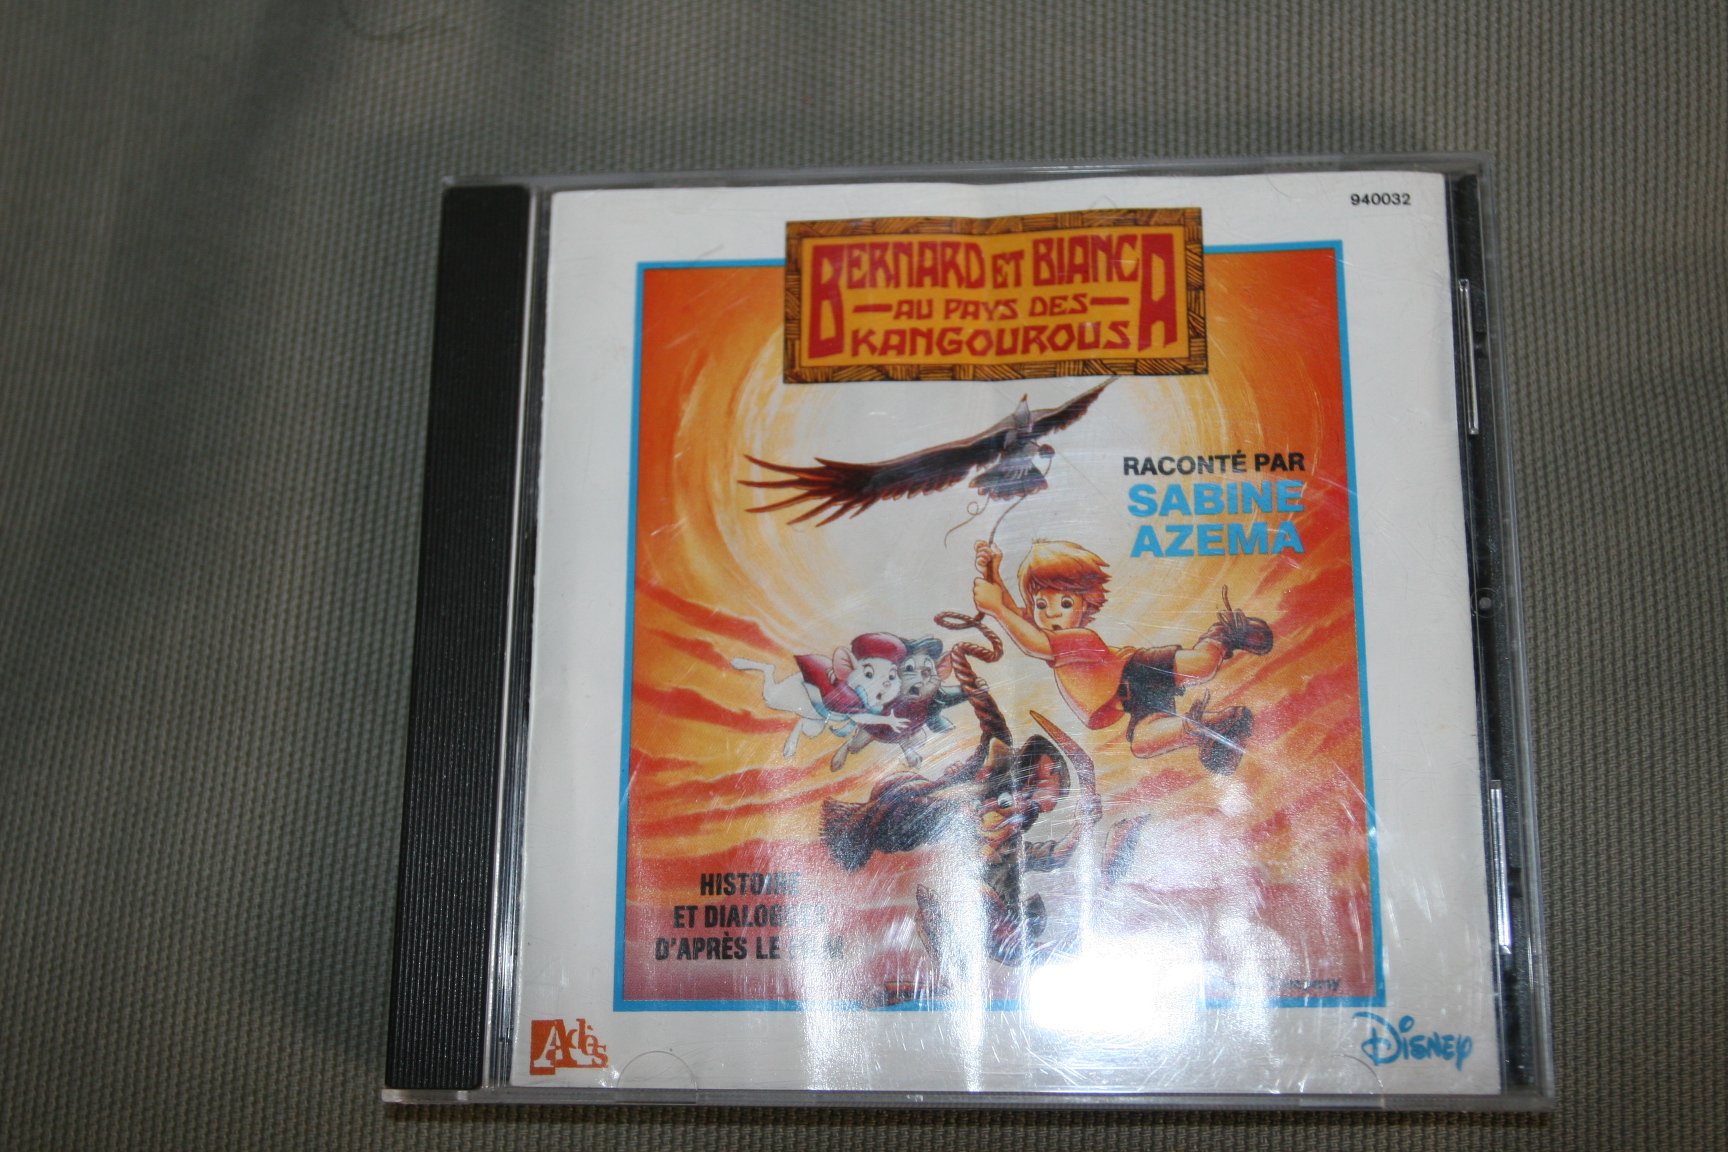 940032
BERNARD ET BIANCA
AU PAYS DES
KANGOUROUS
RACONTÉ PAR
SABINE
AZEMA
HISTOIRE
ET DIALOGUES
D'APRÈS LE FILM
Adès
DISNEY